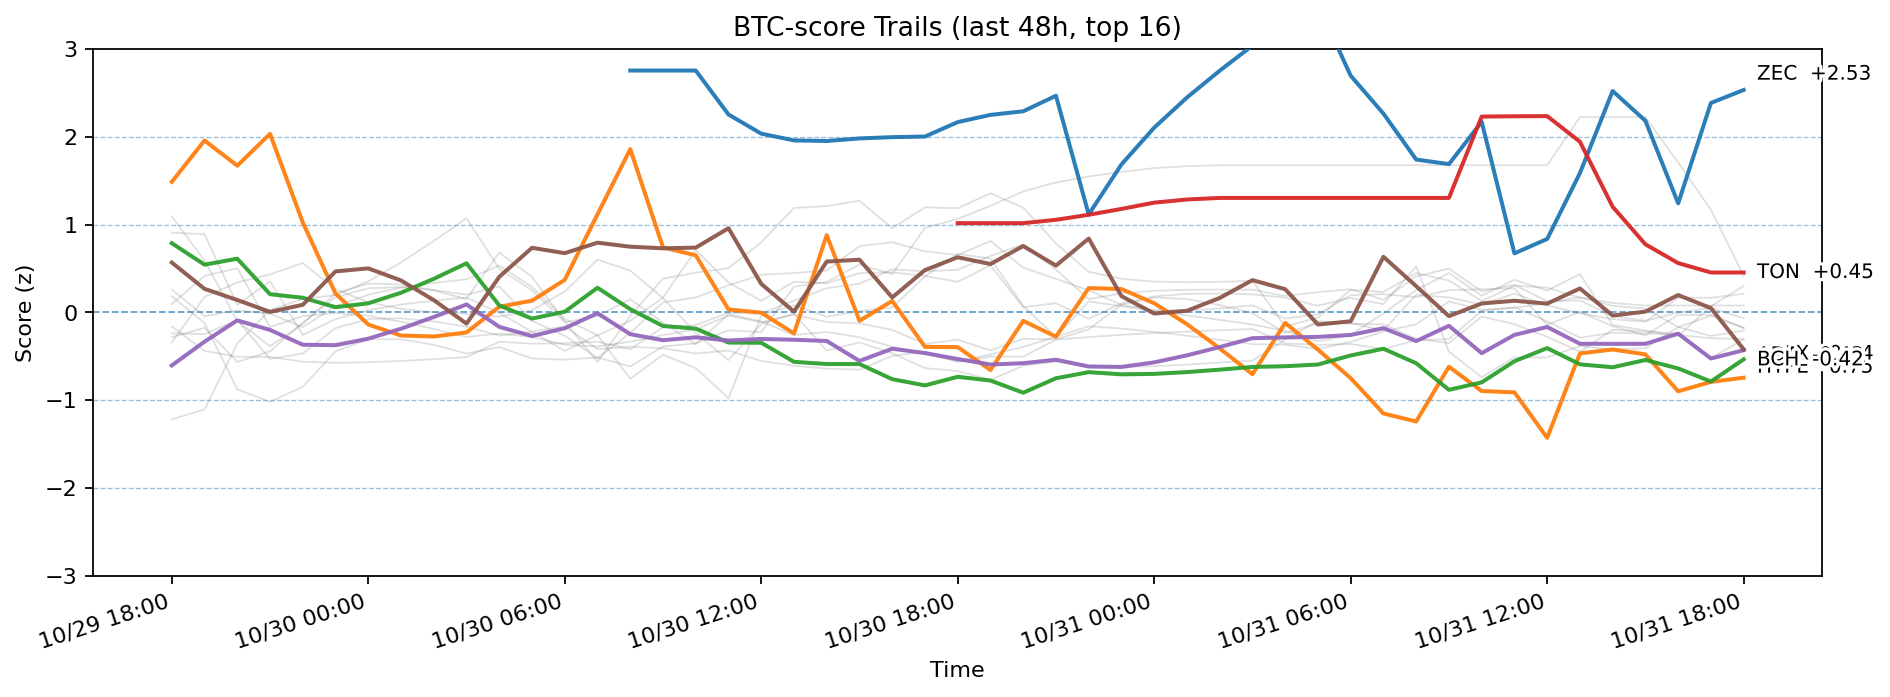 BTC-score Trails (last 48h, top 16)
Score (z)
3
2
1
0
−1
−2
−3
ZEC +2.53
TON +0.45
BCH -0.42
10/29 18:00
10/30 00:00
10/30 06:00
10/30 12:00
10/30 18:00
10/31 00:00
10/31 06:00
10/31 12:00
10/31 18:00
Time